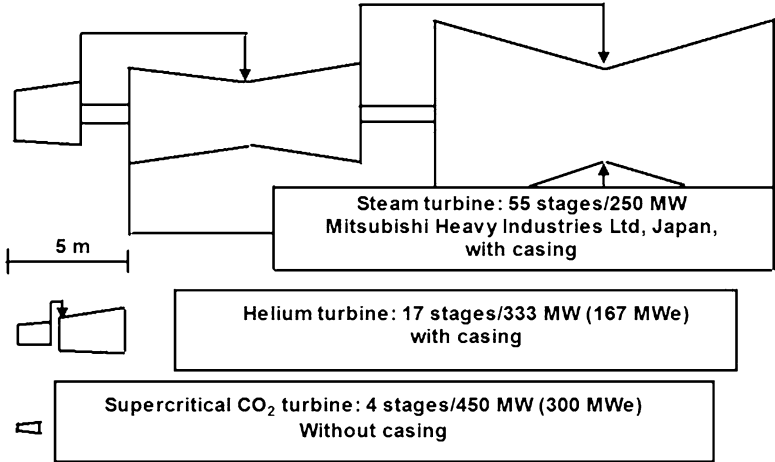 Steam turbine: 55 stages/250 MW
Mitsubishi Heavy Industries Ltd, Japan,
with casing
5 m
Helium turbine: 17 stages/333 MW (167 MWe)
with casing
Supercritical CO₂ turbine: 4 stages/450 MW (300 MWe)
Without casing